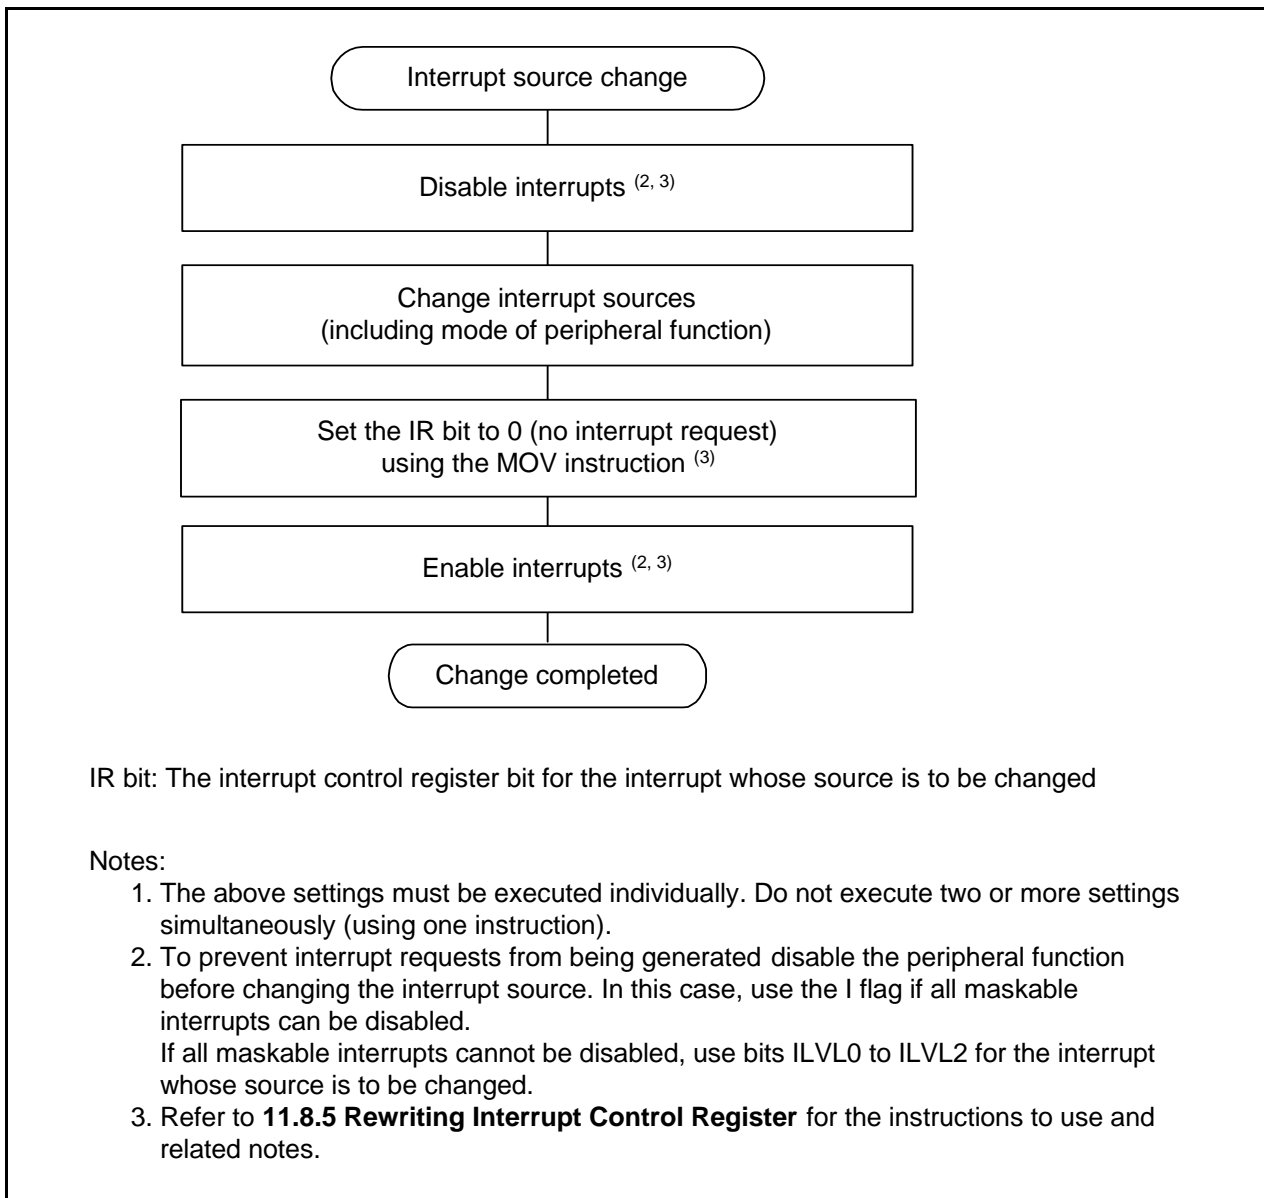 Interrupt source change
Disable interrupts (2, 3)
Change interrupt sources
(including mode of peripheral function)
Set the IR bit to 0 (no interrupt request)
using the MOV instruction (3)
Enable interrupts (2, 3)
Change completed
IR bit: The interrupt control register bit for the interrupt whose source is to be changed
Notes:
1. The above settings must be executed individually. Do not execute two or more settings
simultaneously (using one instruction).
2. To prevent interrupt requests from being generated disable the peripheral function
before changing the interrupt source. In this case, use the I flag if all maskable
interrupts can be disabled.
If all maskable interrupts cannot be disabled, use bits ILVL0 to ILVL2 for the interrupt
whose source is to be changed.
3. Refer to 11.8.5 Rewriting Interrupt Control Register for the instructions to use and
related notes.